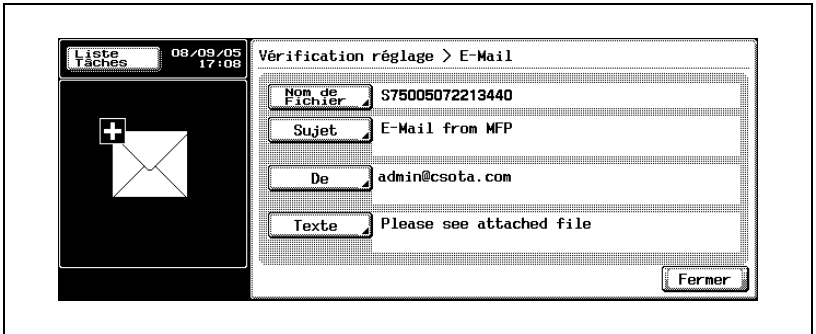 Liste
Tâches
08/09/05
17:08
Vérification réglage > E-Mail
Nom de
Fichier
S75005072213440
Sujet
E-Mail from MFP
De
admin@csota.com
Texte
Please see attached file
Fermer